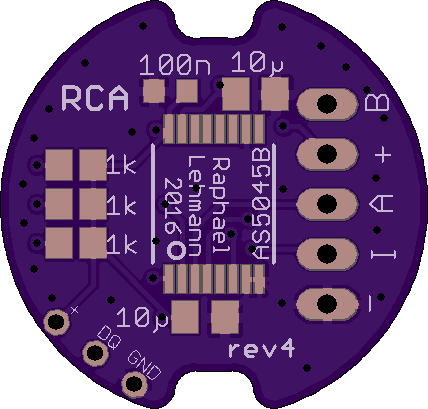 100n 10µ
RCA
B
+
A
I
-
1k
1k
1k
AS5045B
Raphael
Lehmann
2016
10µ
rev4
+
DQ
GND